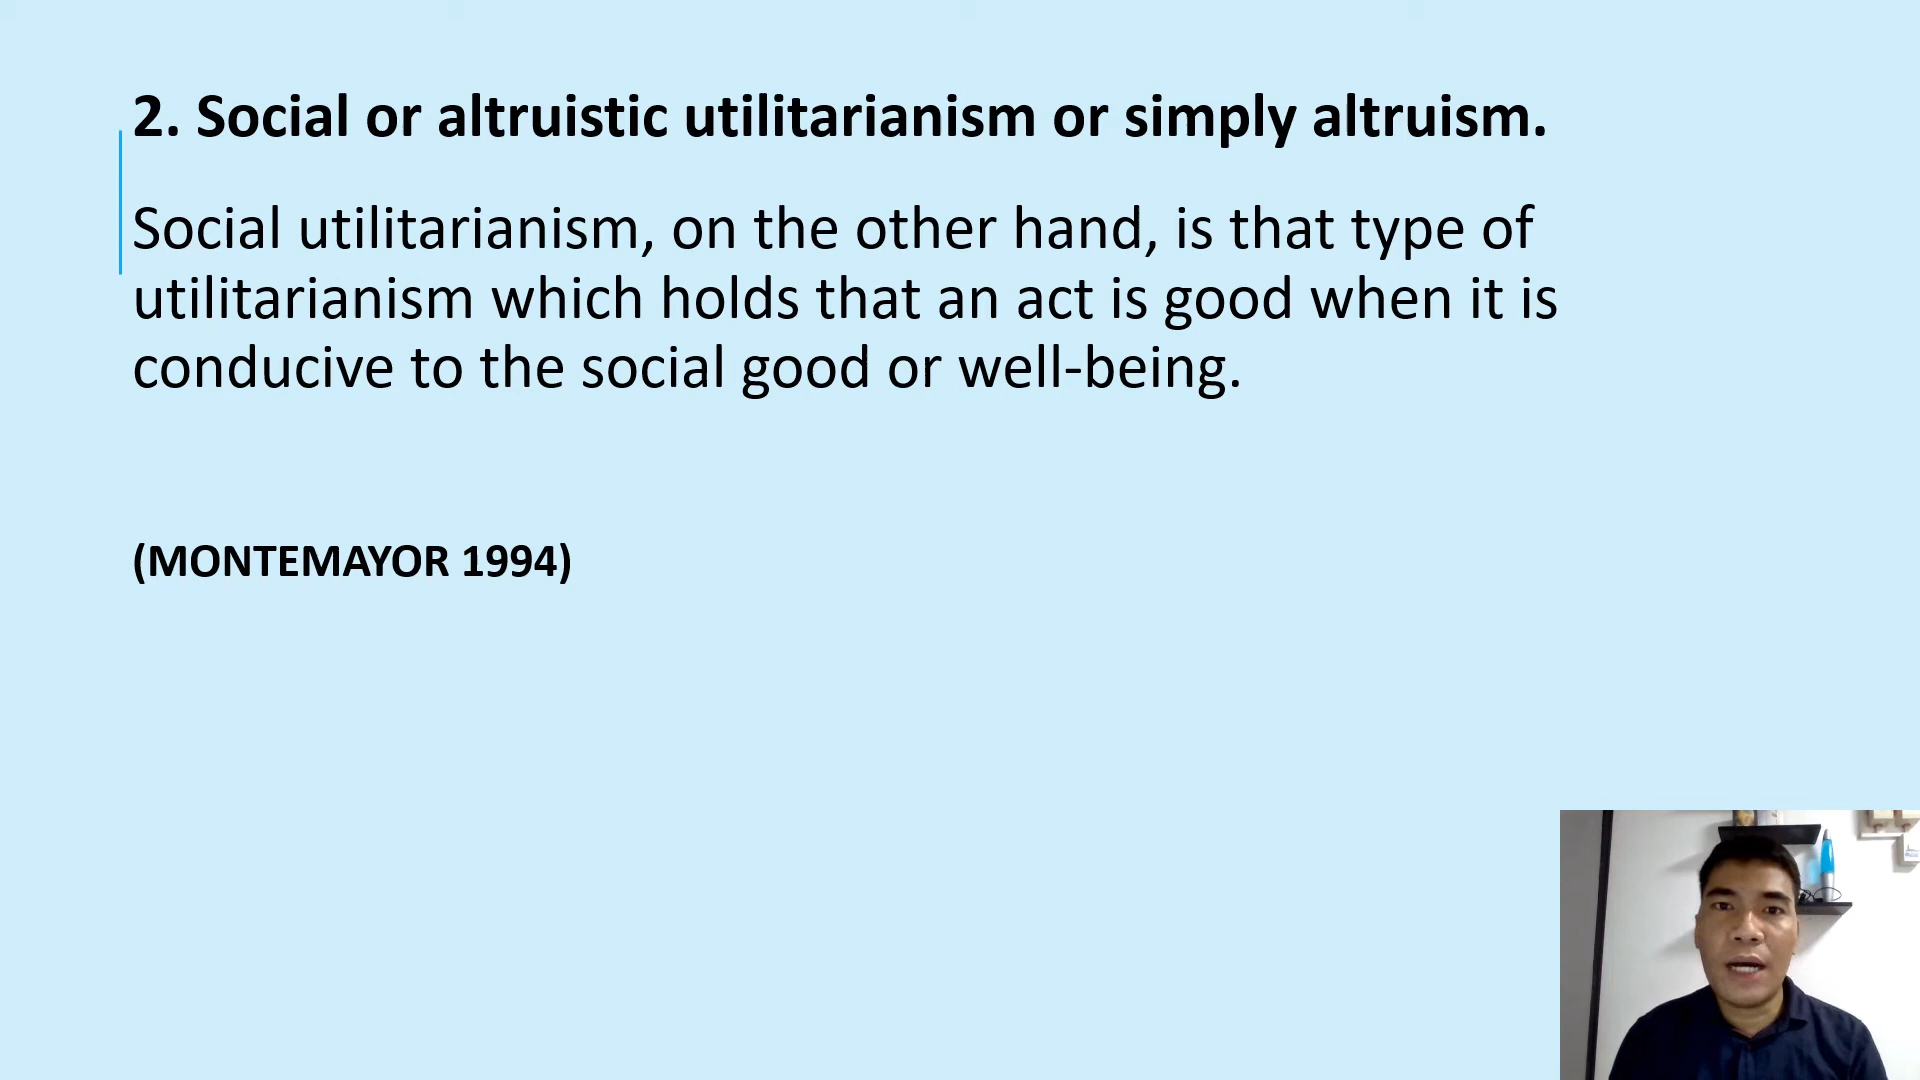 2. Social or altruistic utilitarianism or simply altruism.
Social utilitarianism, on the other hand, is that type of
utilitarianism which holds that an act is good when it is
conducive to the social good or well-being.
(MONTEMAYOR 1994)